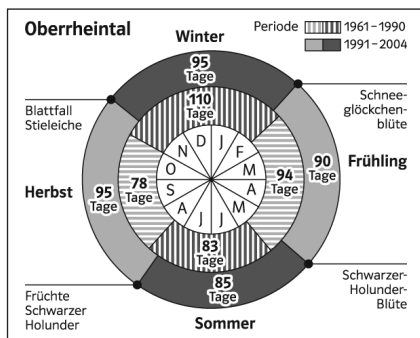 Oberrheintal
Periode
1961–1990
1991–2004
Winter
95
Tage
110
Tage
Blattfall
Stieleiche
Schnee-
glöckchen-
blüte
D
J
N
F
O
M
S
A
A
M
J
J
Herbst
95
Tage
78
Tage
94
Tage
90
Tage
Frühling
83
Tage
85
Tage
Früchte
Schwarzer
Holunder
Schwarzer-
Holunder-
Blüte
Sommer